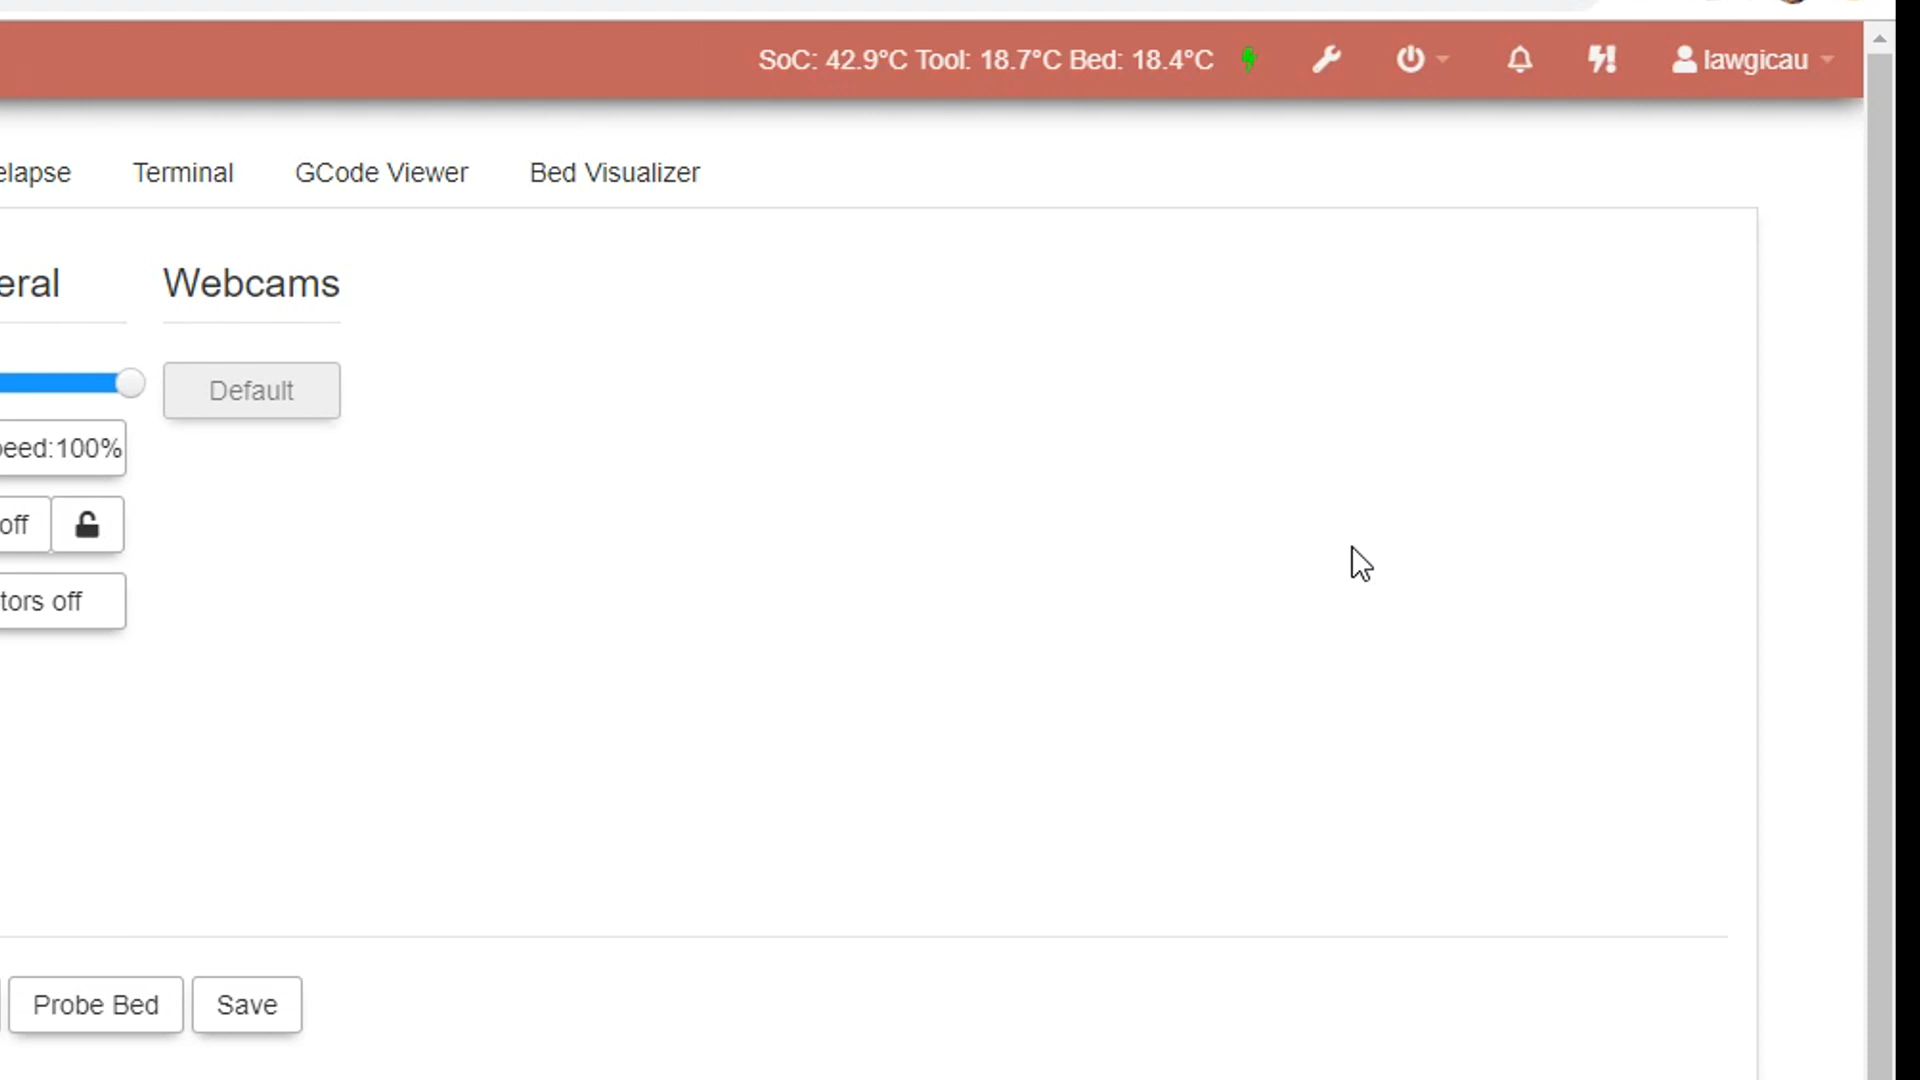 SoC: 42.9°C Tool: 18.7°C Bed: 18.4°C lawgicau
elapse Terminal GCode Viewer Bed Visualizer
eral Webcams
Default
peed:100%
off
tors off
Probe Bed Save